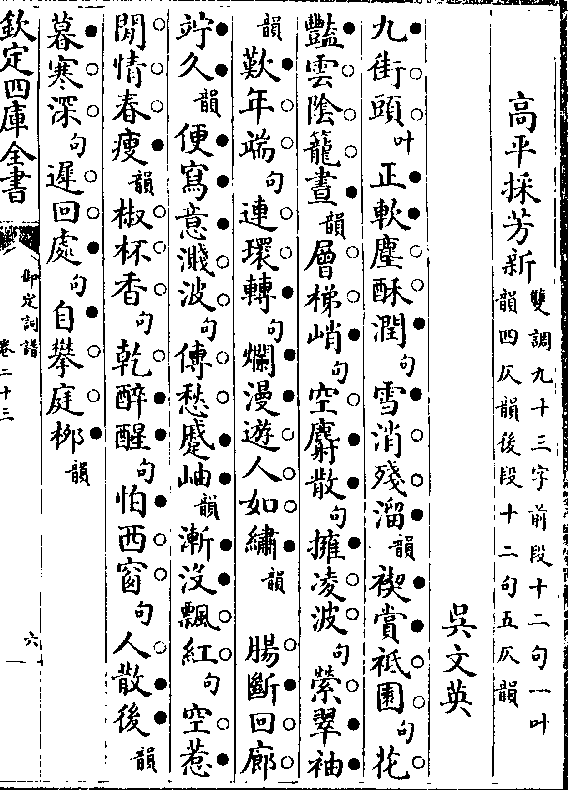 高平採芳新 雙調九十三字前段十二句一叶
韻四仄韻後段十二句五仄韻
吳文英
九街頭叶正軟塵酥潤句雪消殘溜韻禊賞祇園句花
豔雲陰籠晝韻層梯峭句空麝散句擁凌波句縈翠袖
韻歎年端句連環轉句爛漫遊人如繡韻 腸斷回廊
竚久韻便寫意濺波句傳愁蹙岫韻漸沒飄紅句空惹
閒情春瘦韻椒杯香句乾醉醒句怕西窗句人散後韻
暮寒深句遲回處句自攀庭栁韻
欽定四庫全書
御定詞譜
卷二十三
六